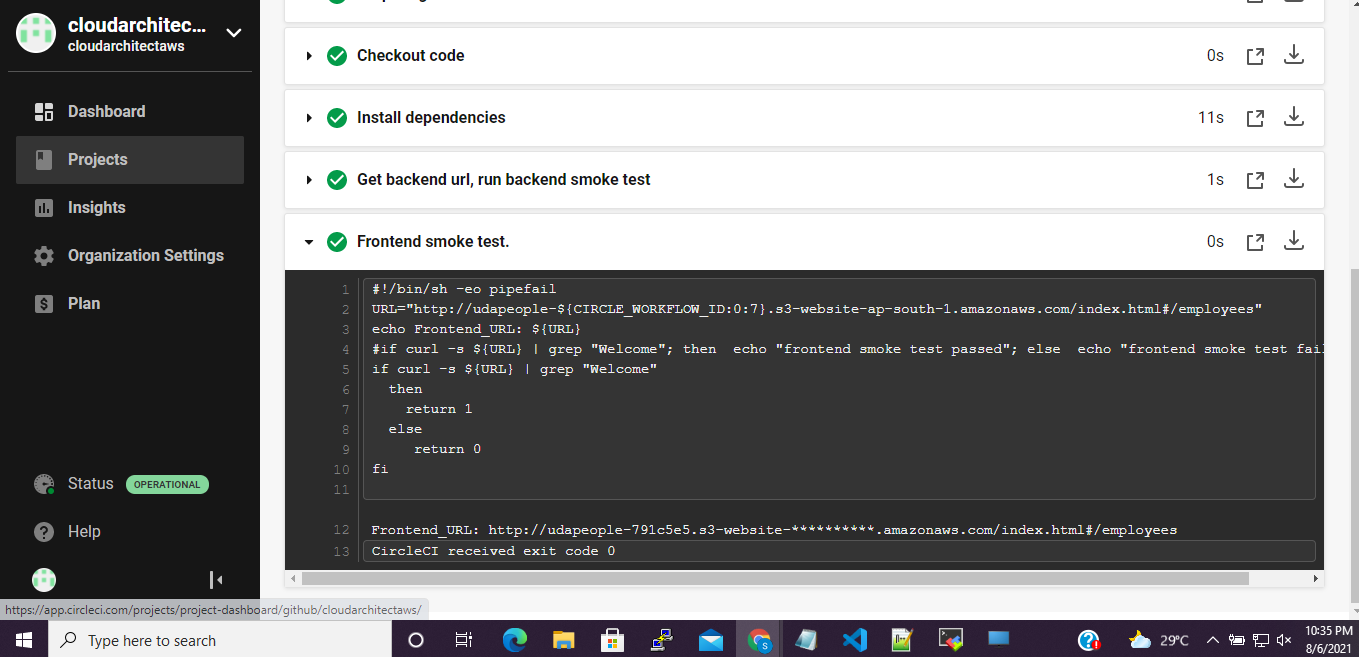 cloudarchitec...
cloudarchitectaws
Dashboard
Projects
Insights
Organization Settings
Plan
Status OPERATIONAL
Help
https://app.circleci.com/projects/project-dashboard/github/cloudarchitectaws/
Checkout code 0s
Install dependencies 11s
Get backend url, run backend smoke test 1s
Frontend smoke test. 0s
1 #!/bin/sh -eo pipefail
2 URL="http://udapeople-${CIRCLE_WORKFLOW_ID:0:7}.s3-website-ap-south-1.amazonaws.com/index.html#/employees"
3 echo Frontend_URL: ${URL}
4 #if curl -s ${URL} | grep "Welcome"; then  echo "frontend smoke test passed"; else  echo "frontend smoke test fai
5 if curl -s ${URL} | grep "Welcome"
6   then
7     return 1
8   else
9      return 0
10 fi
11
12 Frontend_URL: http://udapeople-791c5e5.s3-website-**********.amazonaws.com/index.html#/employees
13 CircleCI received exit code 0
Type here to search
29°C
10:35 PM
8/6/2021